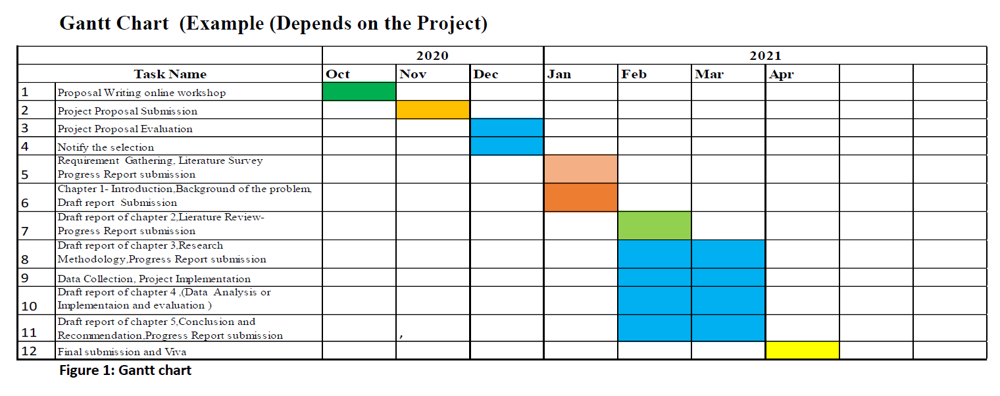 Gantt Chart (Example (Depends on the Project)
2020 2021
Task Name Oct Nov Dec Jan Feb Mar Apr
1 Proposal Writing online workshop
2 Project Proposal Submission
3 Project Proposal Evaluation
4 Notify the selection
Requirement Gathering, Literature Survey
5 Progress Report submission
Chapter 1- Introduction,Background of the problem,
6 Draft report Submission
Draft report of chapter 2,Lierature Review-
7 Progress Report submission
Draft report of chapter 3,Research
8 Methodology,Progress Report submission
9 Data Collection, Project Implementation
Draft report of chapter 4 ,(Data Analysis or
10 Implementaion and evaluation )
Draft report of chapter 5,Conclusion and
11 Recommendation,Progress Report submission ,
12 Final submission and Viva
Figure 1: Gantt chart